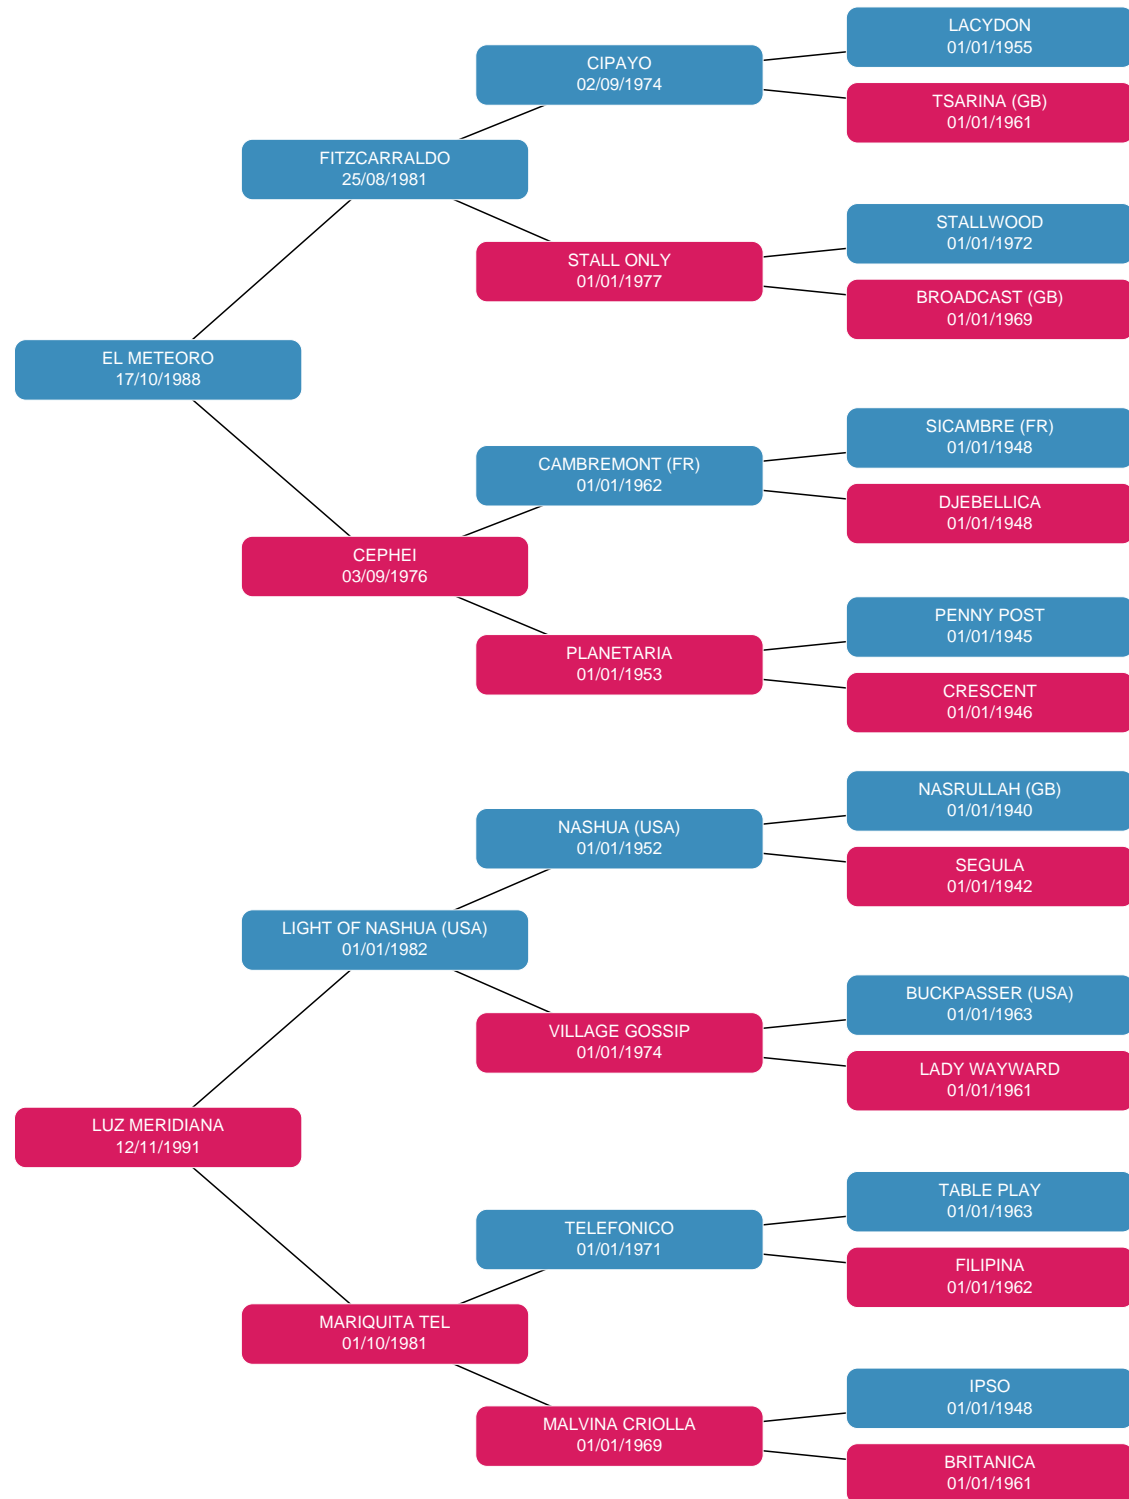 LACYDON
01/01/1955
CIPAYO
02/09/1974
TSARINA (GB)
01/01/1961
FITZCARRALDO
25/08/1981
STALLWOOD
01/01/1972
STALL ONLY
01/01/1977
BROADCAST (GB)
01/01/1969
EL METEORO
17/10/1988
SICAMBRE (FR)
01/01/1948
CAMBREMONT (FR)
01/01/1962
DJEBELLICA
01/01/1948
CEPHEI
03/09/1976
PENNY POST
01/01/1945
PLANETARIA
01/01/1953
CRESCENT
01/01/1946
NASRULLAH (GB)
01/01/1940
NASHUA (USA)
01/01/1952
SEGULA
01/01/1942
LIGHT OF NASHUA (USA)
01/01/1982
BUCKPASSER (USA)
01/01/1963
VILLAGE GOSSIP
01/01/1974
LADY WAYWARD
01/01/1961
LUZ MERIDIANA
12/11/1991
TABLE PLAY
01/01/1963
TELEFONICO
01/01/1971
FILIPINA
01/01/1962
MARIQUITA TEL
01/10/1981
IPSO
01/01/1948
MALVINA CRIOLLA
01/01/1969
BRITANICA
01/01/1961